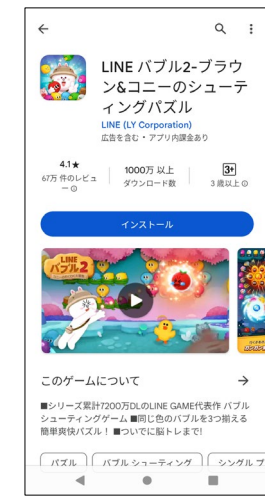 LINE バブル2-ブラウ
ン&コニーのシューテ
ィングパズル
LINE (LY Corporation)
広告を含む・アプリ内課金あり
4.1★
67万 件のレビュ
ー
1000万 以上
ダウンロード数
3+
3 歳以上
インストール
LINE
バブル2
このゲームについて
■シリーズ累計7200万DLのLINE GAME代表作 バブル
シューティングゲーム ■同じ色のバブルを3つ揃える
簡単爽快パズル！ ■ついでに脳トレまで!
パズル
バブル シューティング
シングル プ